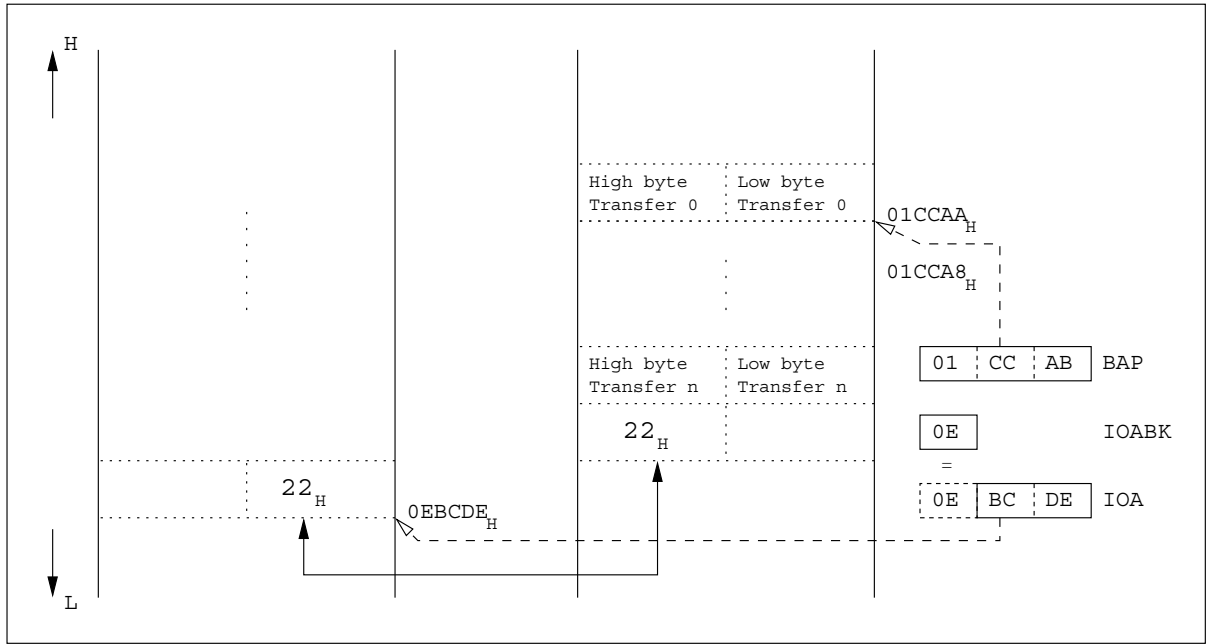 H
High byte Low byte
Transfer 0 Transfer 0
01CCAAH
01CCA8H
High byte Low byte
Transfer n Transfer n
01 CC AB BAP
22H
0E IOABK
=
22H
0EBCDEH
0E BC DE IOA
L